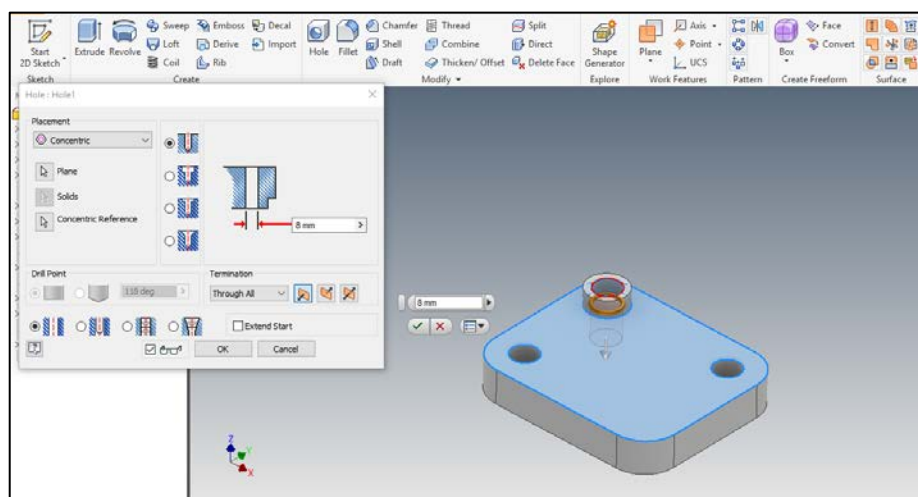 Start
2D Sketch
Sketch
Extrude Revolve
Sweep Emboss Decal
Loft Derive Import
Coil Rib
Create
Hole Fillet
Chamfer Thread Split
Shell Combine Direct
Draft Thicken/ Offset Delete Face
Modify
Shape
Generator
Explore
Plane
Axis
Point
UCS
Work Features
Pattern
Box
Face
Convert
Create Freeform
Surface
Hole : Hole1
Placement
Concentric
Plane
Solids
Concentric Reference
8 mm
Drill Point
118 deg
Termination
Through All
Extend Start
OK Cancel
8 mm
Z
Y
X